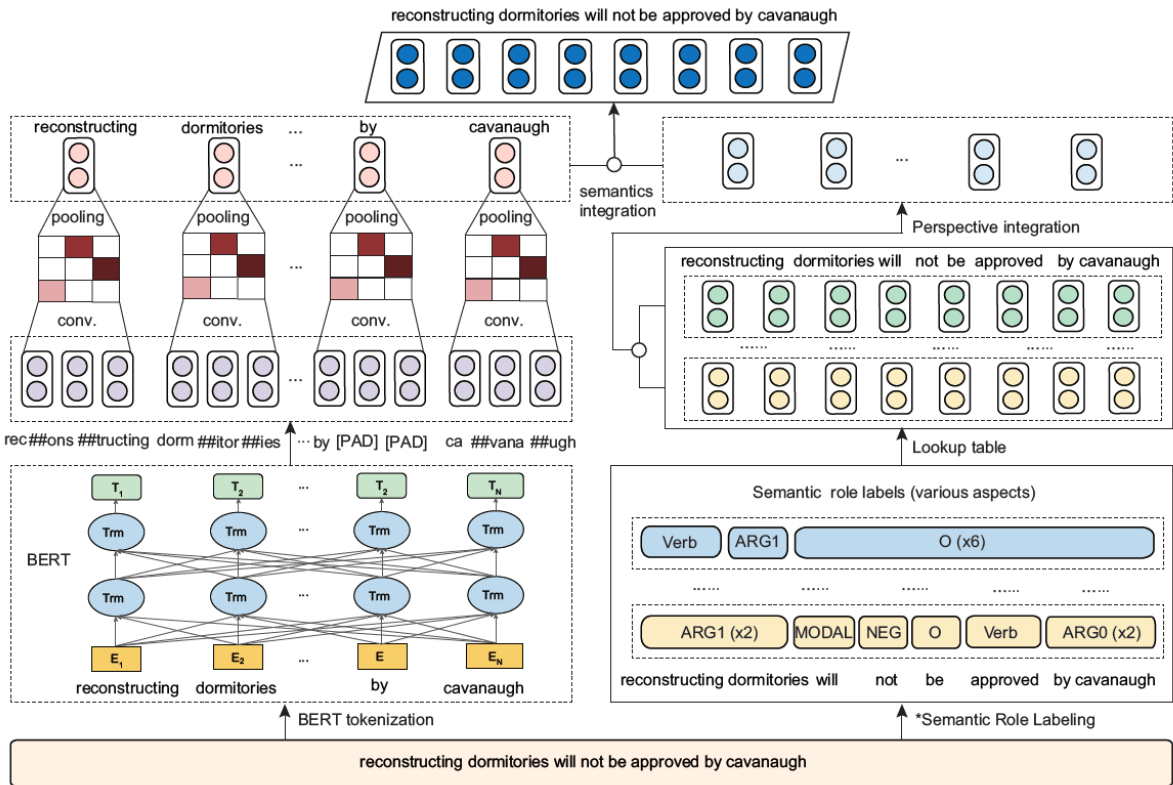 reconstructing dormitories will not be approved by cavanaugh
reconstructing dormitories ... by cavanaugh
...
pooling pooling pooling pooling
...
conv. conv. conv. conv.
...
rec ##ons ##tructing dorm ##itor ##ies ... by [PAD] [PAD] ca ##vana ##ugh
BERT
T1 T2 ... T2 TN
Trm Trm ... Trm Trm
Trm Trm ... Trm Trm
E1 E2 ... E EN
reconstructing dormitories ... by cavanaugh
BERT tokenization
semantics
integration
...
Perspective integration
reconstructing dormitories will not be approved by cavanaugh
...... ...... ...... ...... ......
Lookup table
Semantic role labels (various aspects)
Verb ARG1 O (x6)
...... ...... ...... ...... ......
ARG1 (x2) MODAL NEG O Verb ARG0 (x2)
reconstructing dormitories will not be approved by cavanaugh
*Semantic Role Labeling
reconstructing dormitories will not be approved by cavanaugh